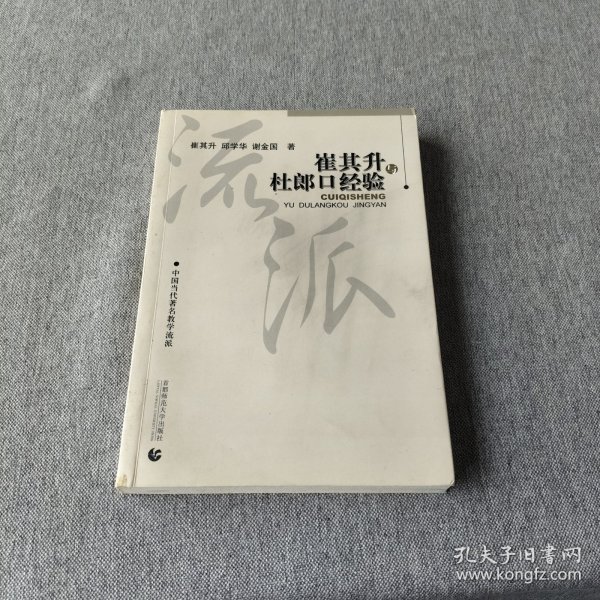 流派
崔其升 邱学华 谢金国 著
崔其升与
杜郎口经验
CUIQISHENG
YU DULANGKOU JINGYAN
中国当代著名教学流派
首都师范大学出版社
孔夫子旧书网
www.kongfz.com